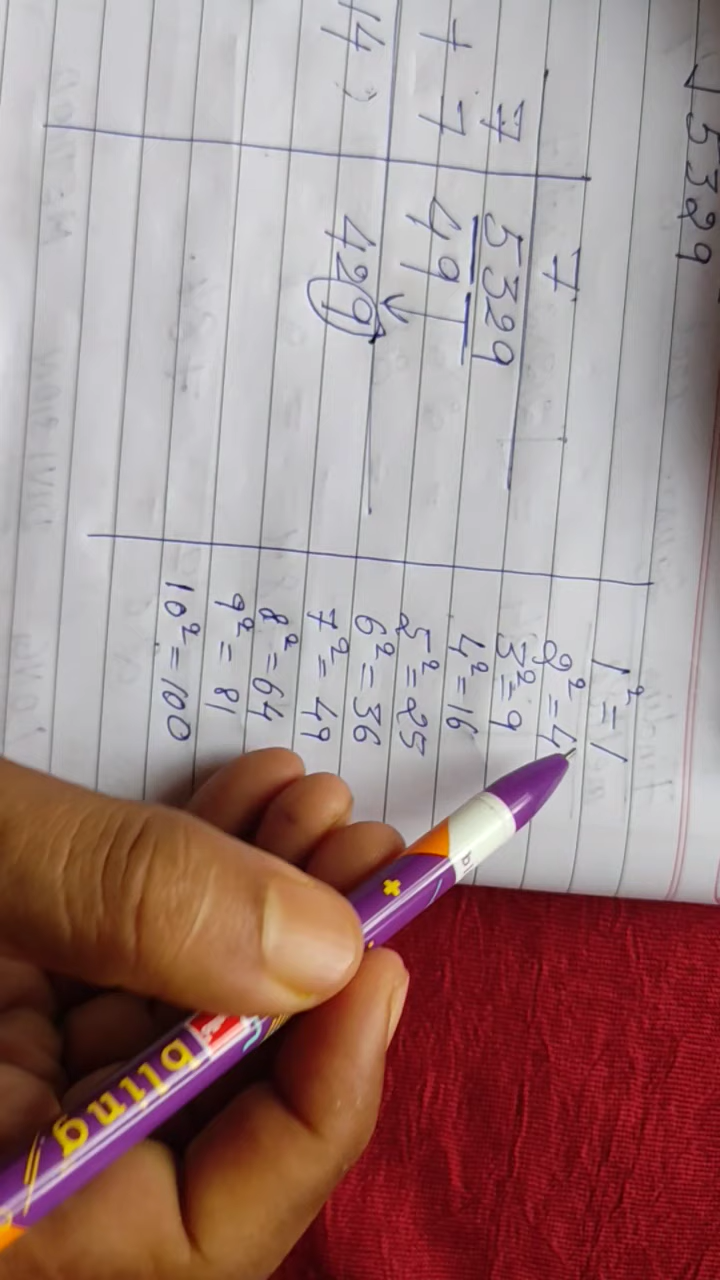 √5329
7
7 5329
+ 7 49
14) 429
1² = 1
2² = 4
3² = 9
4² = 16
5² = 25
6² = 36
7² = 49
8² = 64
9² = 81
10² = 100
bling